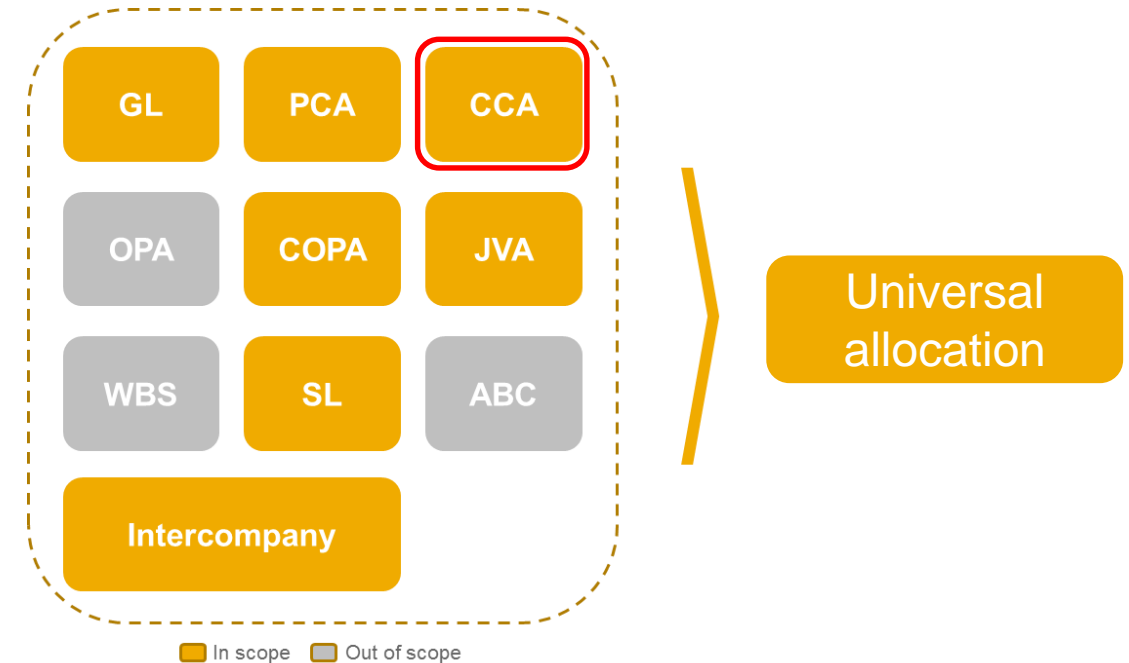 GL
PCA
CCA
OPA
COPA
JVA
WBS
SL
ABC
Intercompany
Universal
allocation
In scope
Out of scope